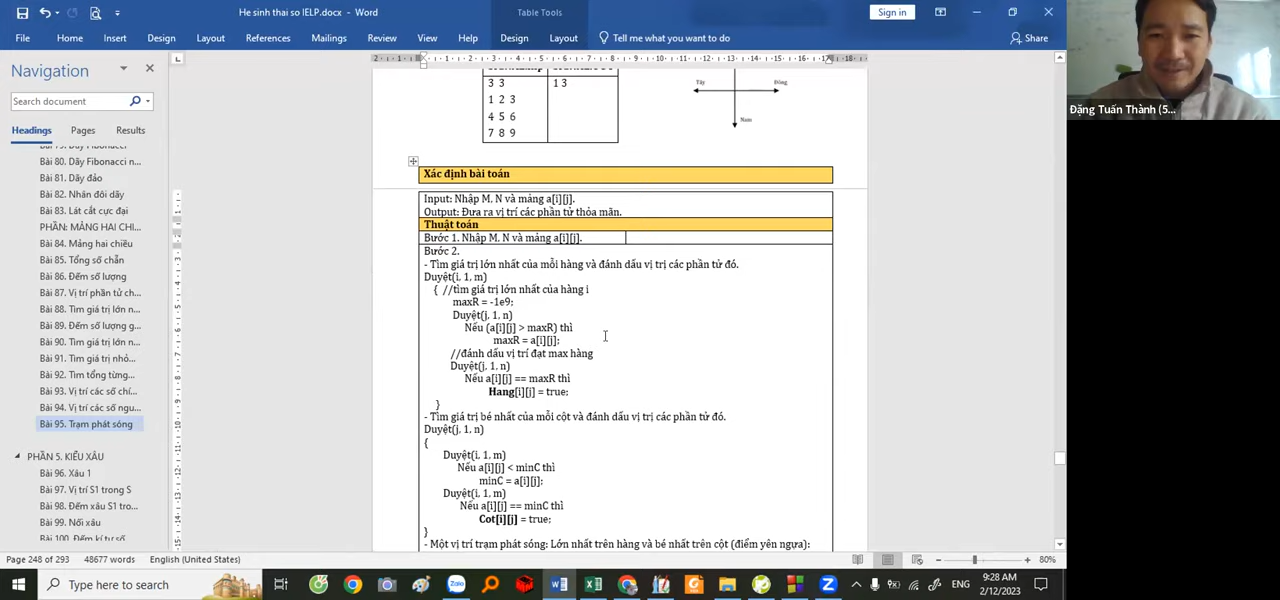 He sinh thai so IELP.docx - Word
Table Tools
Sign in
File
Home
Insert
Design
Layout
References
Mailings
Review
View
Help
Design
Layout
Tell me what you want to do
Share
Navigation
Search document
Headings
Pages
Results
Bài 80. Dãy Fibonacci n...
Bài 81. Dãy đảo
Bài 82. Nhân đôi dãy
Bài 83. Lát cắt cực đại
PHẦN: MẢNG HAI CHI...
Bài 84. Mảng hai chiều
Bài 85. Tổng số chẵn
Bài 86. Đếm số lượng
Bài 87. Vị trí phần tử ch...
Bài 88. Tìm giá trị lớn n...
Bài 89. Đếm số lượng g...
Bài 90. Tìm giá trị lớn n...
Bài 91. Tìm giá trị nhỏ...
Bài 92. Tìm tổng từng...
Bài 93. Vị trí các số chí...
Bài 94. Vị trí các số ngu...
Bài 95. Trạm phát sóng
PHẦN 5. KIỂU XÂU
Bài 96. Xâu 1
Bài 97. Vị trí S1 trong S
Bài 98. Đếm xâu S1 tro...
Bài 99. Nối xâu
Bài 100. Đếm kí tự số
3 3
1 2 3
4 5 6
7 8 9
1 3
Tây
Đông
Nam
Xác định bài toán
Input: Nhập M, N và mảng a[i][j].
Output: Đưa ra vị trí các phần tử thỏa mãn.
Thuật toán
Bước 1. Nhập M, N và mảng a[i][j].
Bước 2.
- Tìm giá trị lớn nhất của mỗi hàng và đánh dấu vị trí các phần tử đó.
Duyệt(i, 1, m)
{ //tìm giá trị lớn nhất của hàng i
maxR = -1e9;
Duyệt(j, 1, n)
Nếu (a[i][j] > maxR) thì
maxR = a[i][j];
//đánh dấu vị trí đạt max hàng
Duyệt(j, 1, n)
Nếu a[i][j] == maxR thì
Hang[i][j] = true;
}
- Tìm giá trị bé nhất của mỗi cột và đánh dấu vị trí các phần tử đó.
Duyệt(j, 1, n)
{
Duyệt(i, 1, m)
Nếu a[i][j] < minC thì
minC = a[i][j];
Duyệt(i, 1, m)
Nếu a[i][j] == minC thì
Cot[i][j] = true;
}
- Một vị trí trạm phát sóng: Lớn nhất trên hàng và bé nhất trên cột (điểm yên ngựa):
Đặng Tuấn Thành (5...
Page 248 of 293
48677 words
English (United States)
80%
Type here to search
Zalo
ENG
9:28 AM
2/12/2023